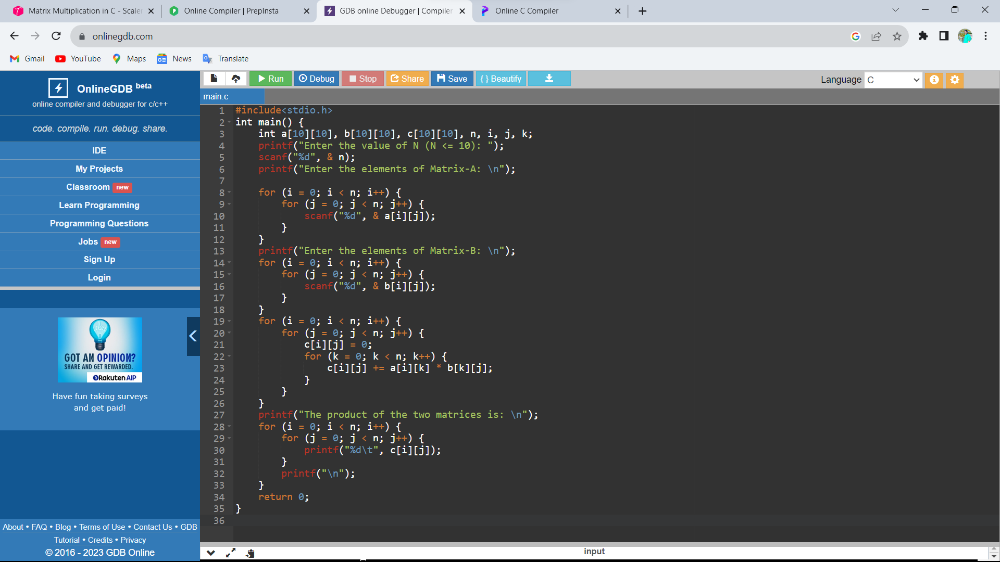 Matrix Multiplication in C - Scaler
Online Compiler | PrepInsta
GDB online Debugger | Compiler
Online C Compiler
onlinegdb.com
Gmail
YouTube
Maps
News
Translate
OnlineGDB beta
online compiler and debugger for c/c++
code. compile. run. debug. share.
IDE
My Projects
Classroom new
Learn Programming
Programming Questions
Jobs new
Sign Up
Login
GOT AN OPINION?
SHARE AND GET REWARDED.
Rakuten AIP
Have fun taking surveys
and get paid!
About • FAQ • Blog • Terms of Use • Contact Us • GDB
Tutorial • Credits • Privacy
© 2016 - 2023 GDB Online
Run
Debug
Stop
Share
Save
{ } Beautify
Language C
main.c
1 #include<stdio.h>
2 int main() {
3     int a[10][10], b[10][10], c[10][10], n, i, j, k;
4     printf("Enter the value of N (N <= 10): ");
5     scanf("%d", & n);
6     printf("Enter the elements of Matrix-A: \n");
7
8     for (i = 0; i < n; i++) {
9         for (j = 0; j < n; j++) {
10             scanf("%d", & a[i][j]);
11         }
12     }
13     printf("Enter the elements of Matrix-B: \n");
14     for (i = 0; i < n; i++) {
15         for (j = 0; j < n; j++) {
16             scanf("%d", & b[i][j]);
17         }
18     }
19     for (i = 0; i < n; i++) {
20         for (j = 0; j < n; j++) {
21             c[i][j] = 0;
22             for (k = 0; k < n; k++) {
23                 c[i][j] += a[i][k] * b[k][j];
24             }
25         }
26     }
27     printf("The product of the two matrices is: \n");
28     for (i = 0; i < n; i++) {
29         for (j = 0; j < n; j++) {
30             printf("%d\t", c[i][j]);
31         }
32         printf("\n");
33     }
34     return 0;
35 }
36
input